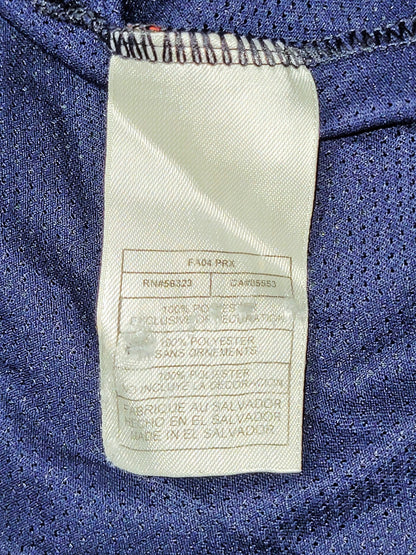 FA04 PRX
RN#56323 CA#05553
100% POLYESTER
EXCLUSIVE OF DECORATION
100% POLYESTER
SANS ORNEMENTS
100% POLYESTER
NO INCLUYE LA DECORACION
FABRIQUE AU SALVADOR
HECHO EN EL SALVADOR
MADE IN EL SALVADOR